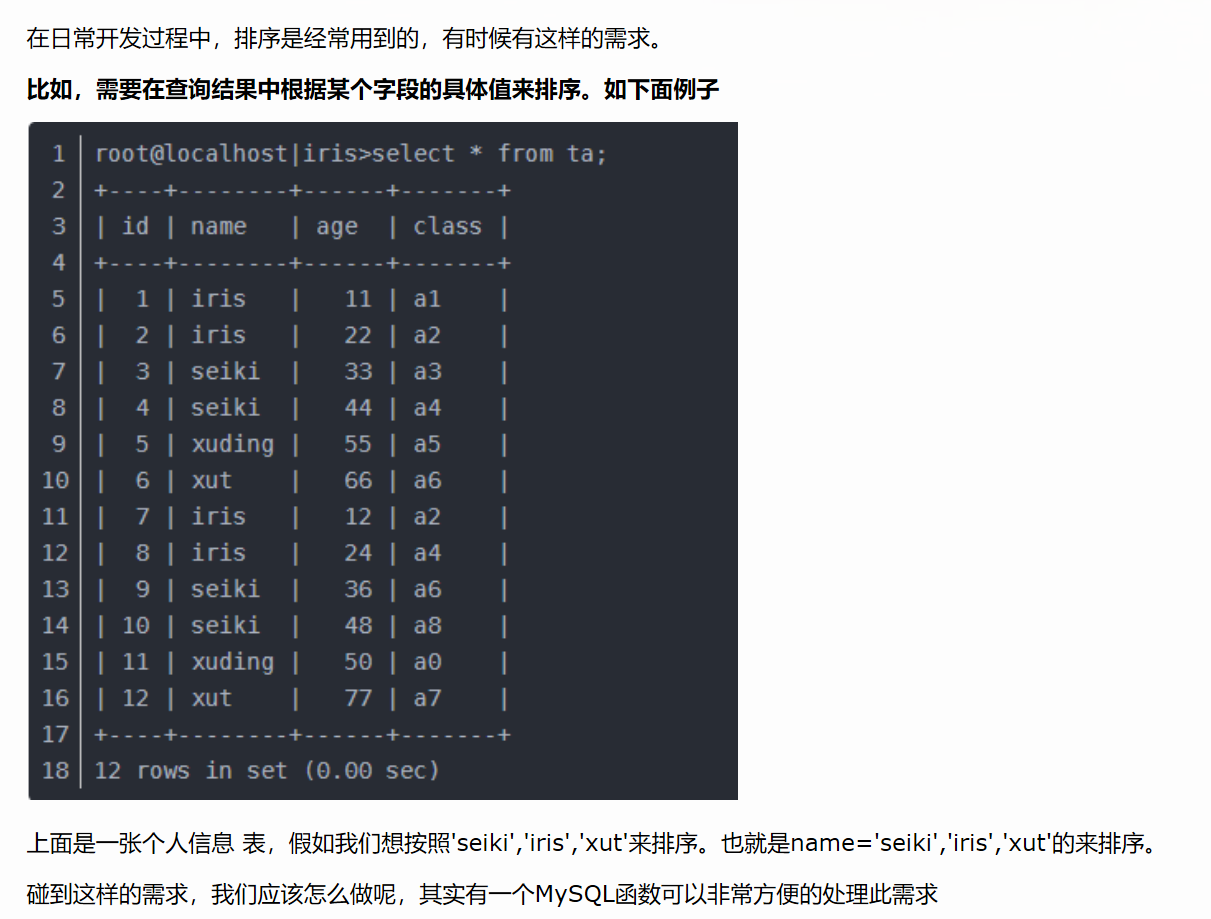 在日常开发过程中，排序是经常用到的，有时候有这样的需求。
比如，需要在查询结果中根据某个字段的具体值来排序。如下面例子
1 root@localhost|iris>select * from ta;
2 +----+--------+------+-------+
3 | id | name   | age  | class |
4 +----+--------+------+-------+
5 |  1 | iris   |   11 | a1    |
6 |  2 | iris   |   22 | a2    |
7 |  3 | seiki  |   33 | a3    |
8 |  4 | seiki  |   44 | a4    |
9 |  5 | xuding |   55 | a5    |
10 |  6 | xut    |   66 | a6    |
11 |  7 | iris   |   12 | a2    |
12 |  8 | iris   |   24 | a4    |
13 |  9 | seiki  |   36 | a6    |
14 | 10 | seiki  |   48 | a8    |
15 | 11 | xuding |   50 | a0    |
16 | 12 | xut    |   77 | a7    |
17 +----+--------+------+-------+
18 12 rows in set (0.00 sec)
上面是一张个人信息 表，假如我们想按照'seiki','iris','xut'来排序。也就是name='seiki','iris','xut'的来排序。
碰到这样的需求，我们应该怎么做呢，其实有一个MySQL函数可以非常方便的处理此需求